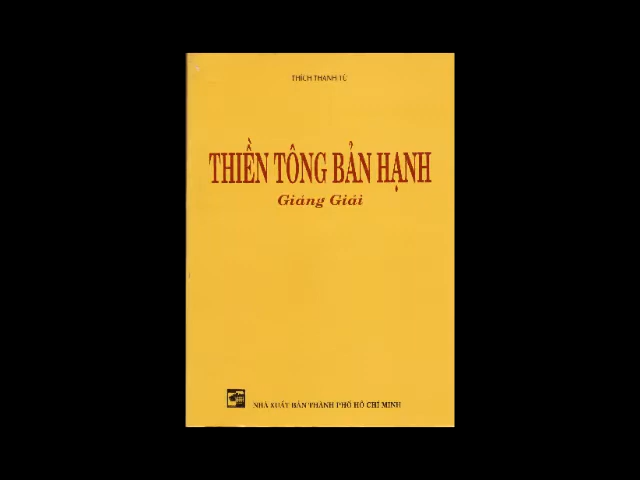 THÍCH THANH TỪ
THIỀN TÔNG BẢN HẠNH
Giảng Giải
NHÀ XUẤT BẢN THÀNH PHỐ HỒ CHÍ MINH